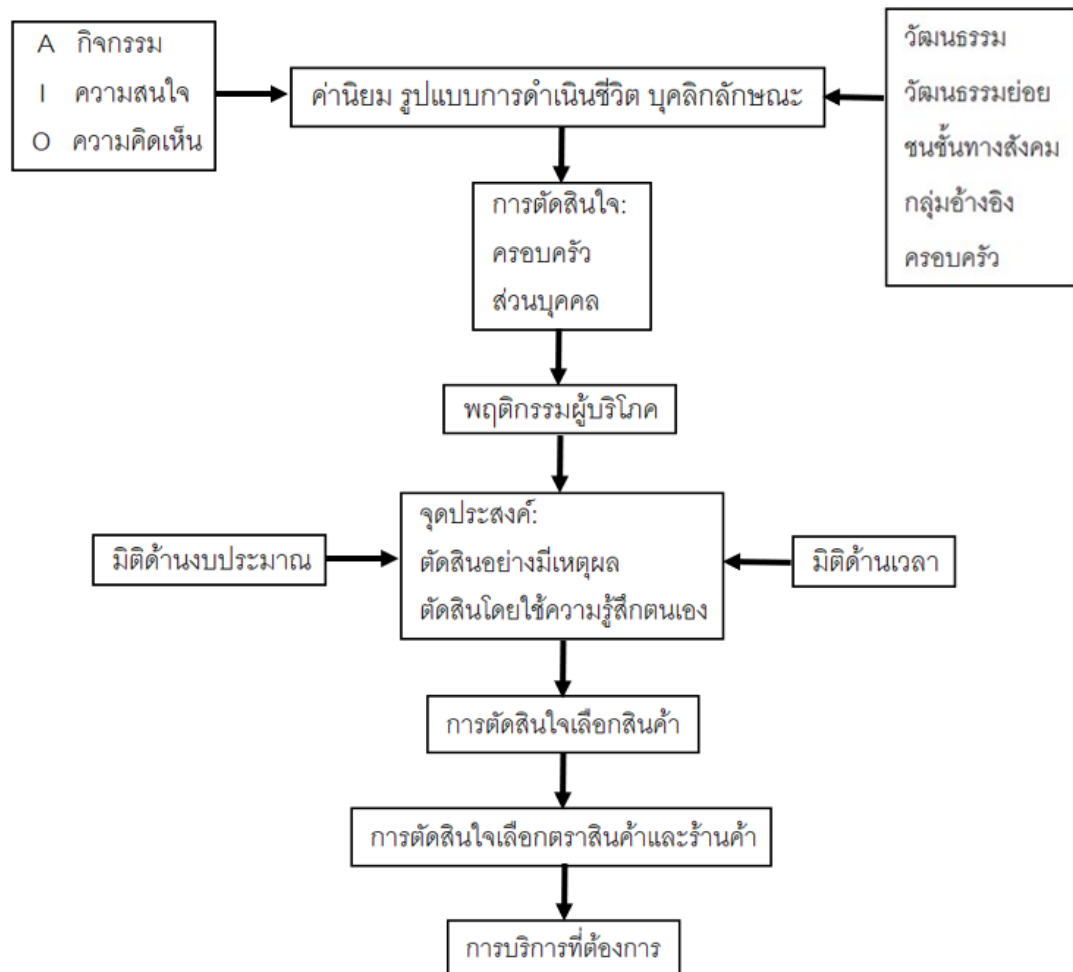 A กิจกรรม
I ความสนใจ
O ความคิดเห็น
ค่านิยม รูปแบบการดำเนินชีวิต บุคลิกลักษณะ
วัฒนธรรม
วัฒนธรรมย่อย
ชนชั้นทางสังคม
กลุ่มอ้างอิง
ครอบครัว
การตัดสินใจ:
ครอบครัว
ส่วนบุคคล
พฤติกรรมผู้บริโภค
มิติด้านงบประมาณ
จุดประสงค์:
ตัดสินอย่างมีเหตุผล
ตัดสินโดยใช้ความรู้สึกตนเอง
มิติด้านเวลา
การตัดสินใจเลือกสินค้า
การตัดสินใจเลือกตราสินค้าและร้านค้า
การบริการที่ต้องการ